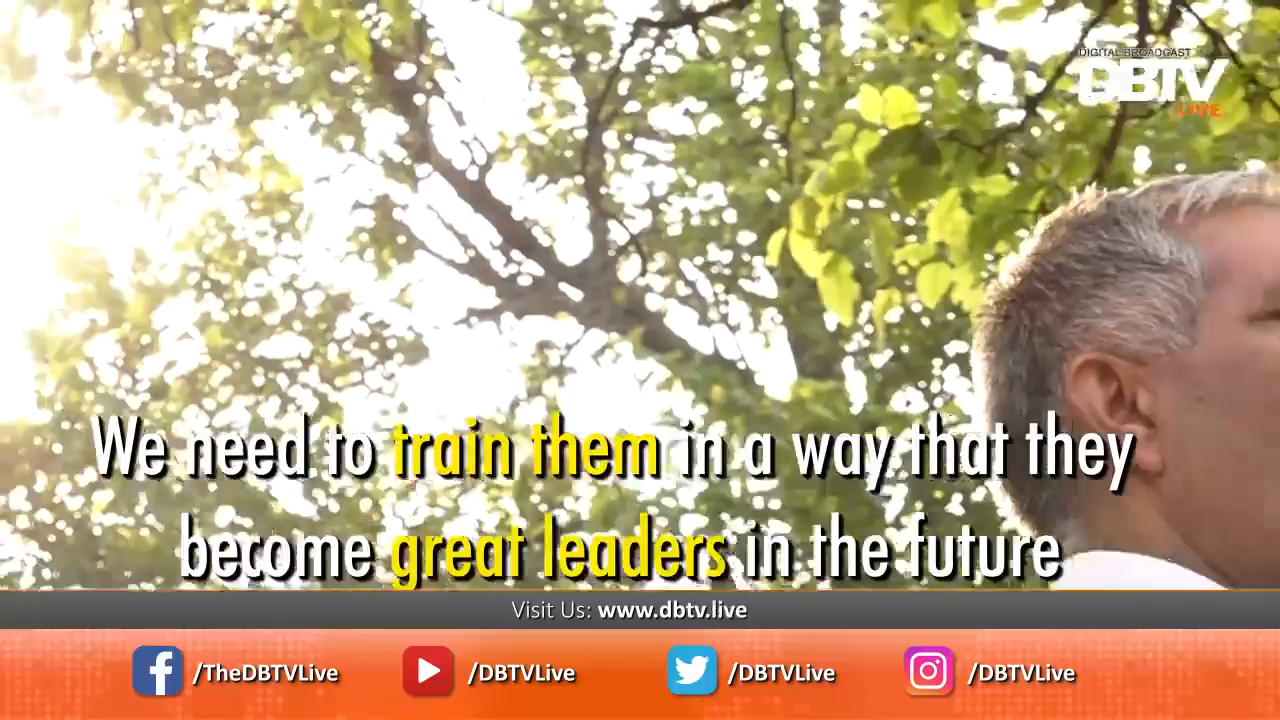 DIGITAL BROADCAST
DBTV
LIVE
We need to train them in a way that they
become great leaders in the future
Visit Us: www.dbtv.live
/TheDBTVLive
/DBTVLive
/DBTVLive
/DBTVLive